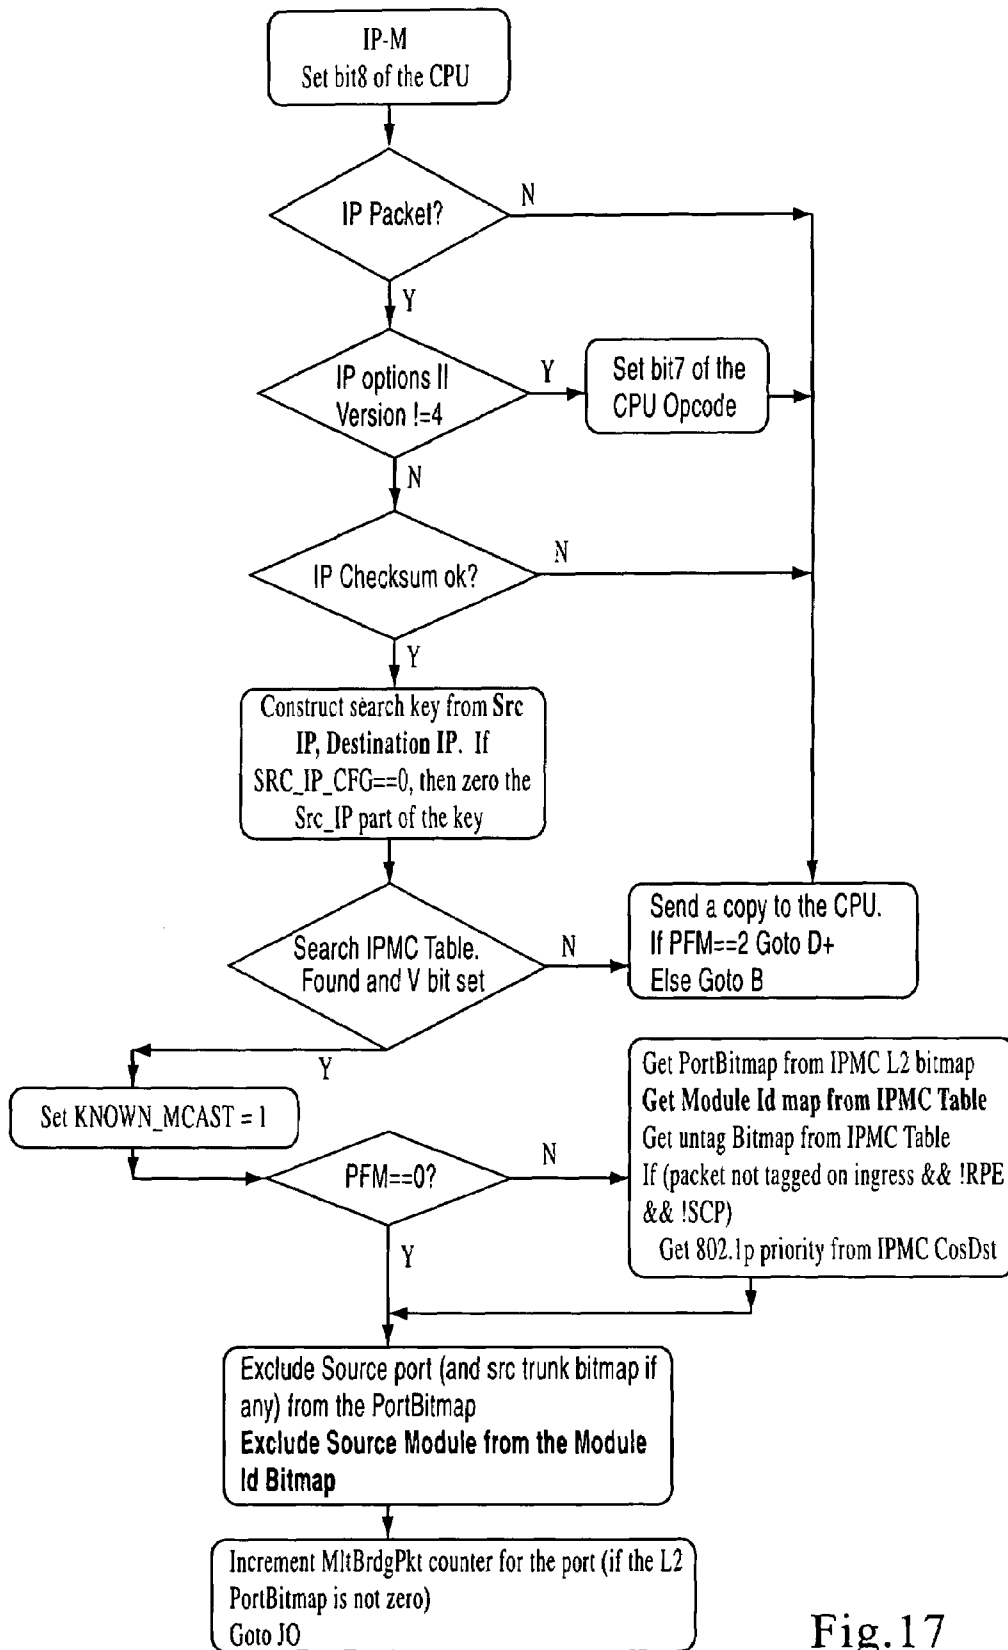 IP-M
Set bit8 of the CPU
IP Packet?
N
Y
IP options II
Version !=4
Y
Set bit7 of the
CPU Opcode
N
IP Checksum ok?
N
Y
Construct search key from Src
IP, Destination IP. If
SRC_IP_CFG==0, then zero the
Src_IP part of the key
Search IPMC Table.
Found and V bit set
N
Send a copy to the CPU.
If PFM==2 Goto D+
Else Goto B
Y
Set KNOWN_MCAST = 1
PFM==0?
N
Get PortBitmap from IPMC L2 bitmap
Get Module Id map from IPMC Table
Get untag Bitmap from IPMC Table
If (packet not tagged on ingress && !RPE
&& !SCP)
Get 802.1p priority from IPMC CosDst
Y
Exclude Source port (and src trunk bitmap if
any) from the PortBitmap
Exclude Source Module from the Module
Id Bitmap
Increment MltBrdgPkt counter for the port (if the L2
PortBitmap is not zero)
Goto JO
Fig.17